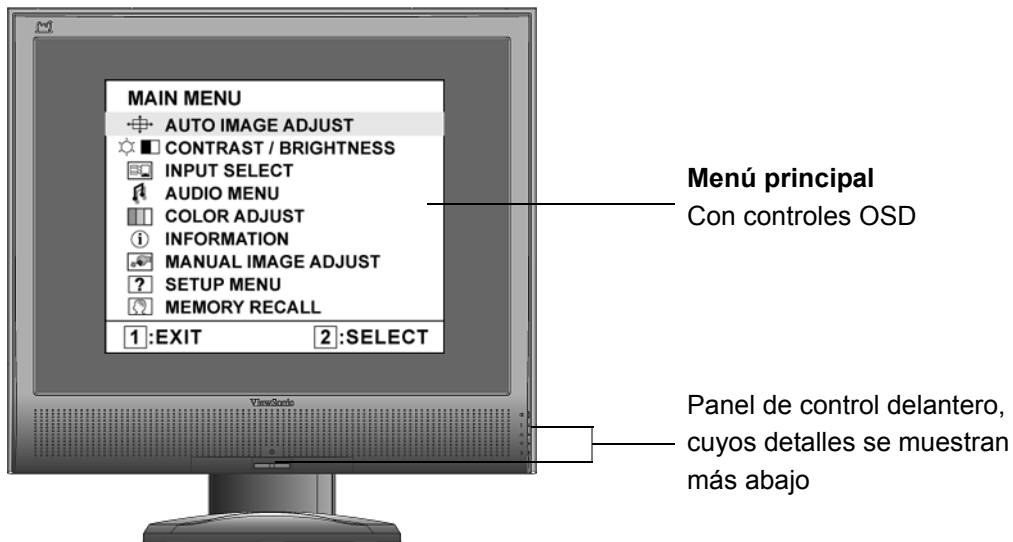 MAIN MENU
AUTO IMAGE ADJUST
CONTRAST / BRIGHTNESS
INPUT SELECT
AUDIO MENU
COLOR ADJUST
INFORMATION
MANUAL IMAGE ADJUST
? SETUP MENU
MEMORY RECALL
1:EXIT 2:SELECT
ViewSonic
Menú principal
Con controles OSD
Panel de control delantero,
cuyos detalles se muestran
más abajo